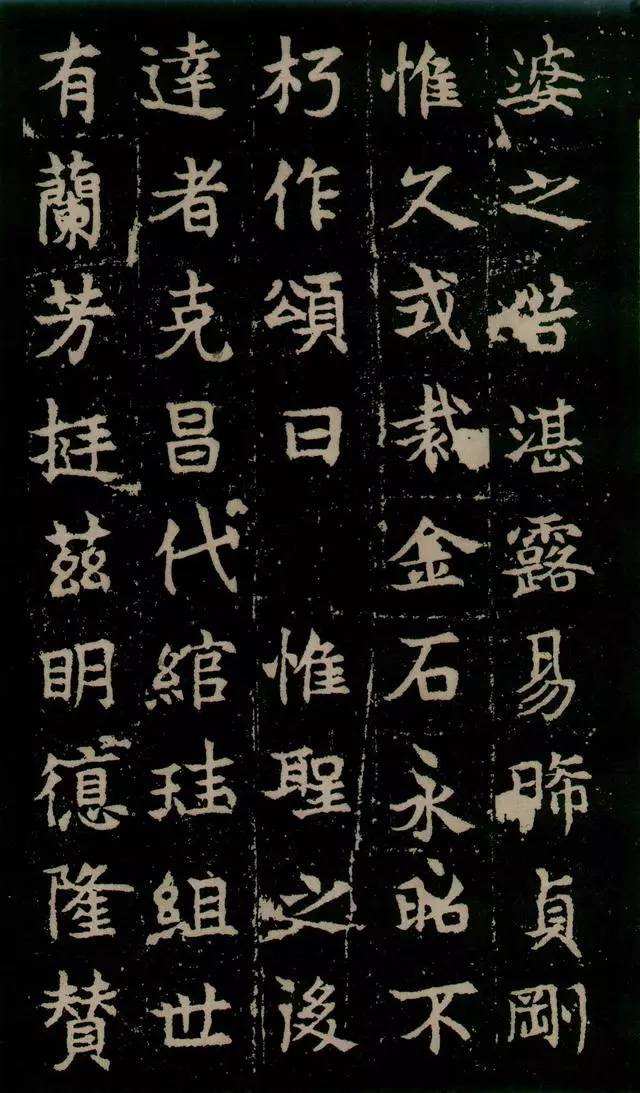 婆之湛露易晞貞剛
惟久式裁金石永昭不
朽作頌曰 惟聖之後
達者克昌代綰珪組世
有蘭芳挺茲明德隆贊